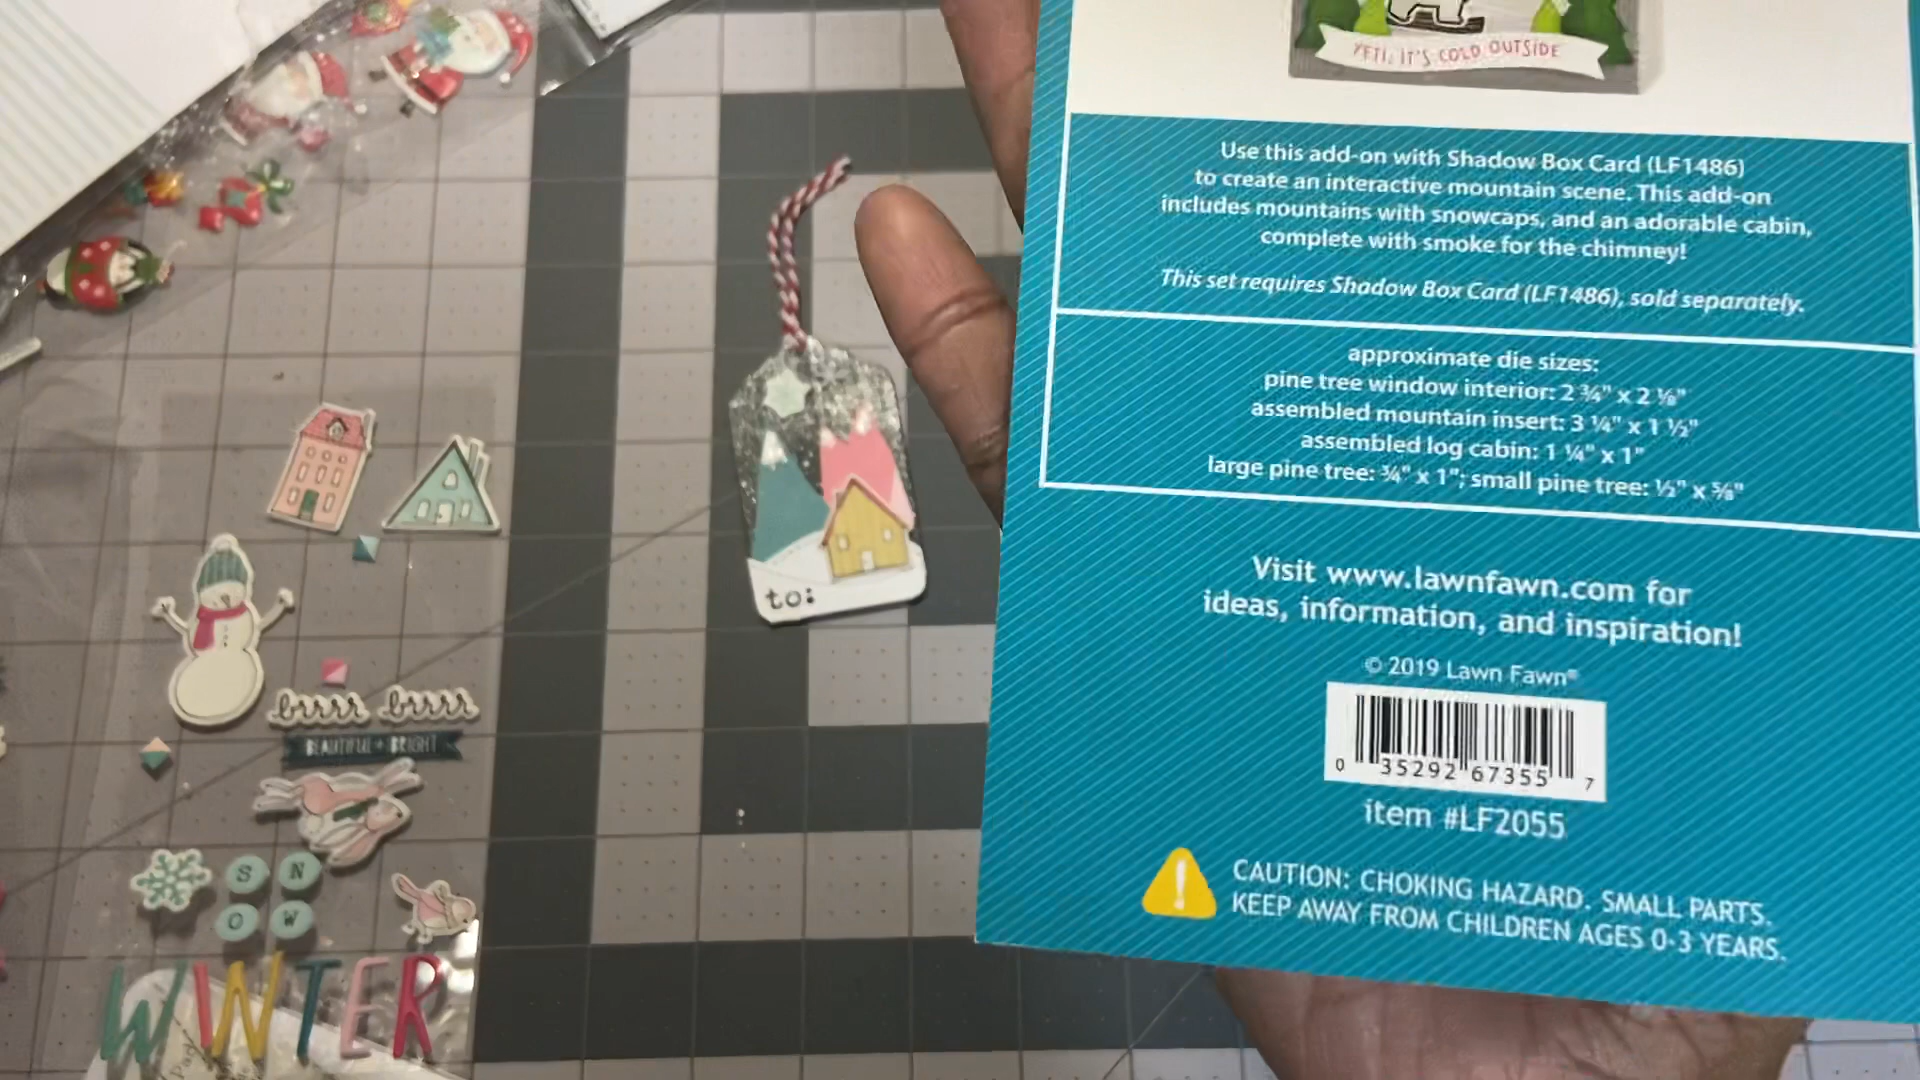 YETI, IT'S COLD OUTSIDE
Use this add-on with Shadow Box Card (LF1486)
to create an interactive mountain scene. This add-on
includes mountains with snowcaps, and an adorable cabin,
complete with smoke for the chimney!
This set requires Shadow Box Card (LF1486), sold separately.
approximate die sizes:
pine tree window interior: 2 ¾" x 2 ⅛"
assembled mountain insert: 3 ¼" x 1 ½"
assembled log cabin: 1 ¼" x 1"
large pine tree: ¾" x 1"; small pine tree: ½" x ⅝"
Visit www.lawnfawn.com for
ideas, information, and inspiration!
© 2019 Lawn Fawn®
0 35292 67355 7
item #LF2055
CAUTION: CHOKING HAZARD. SMALL PARTS.
KEEP AWAY FROM CHILDREN AGES 0-3 YEARS.
to:
brrrr brrrr
BEAUTIFUL + BRIGHT
S N
O W
WINTER